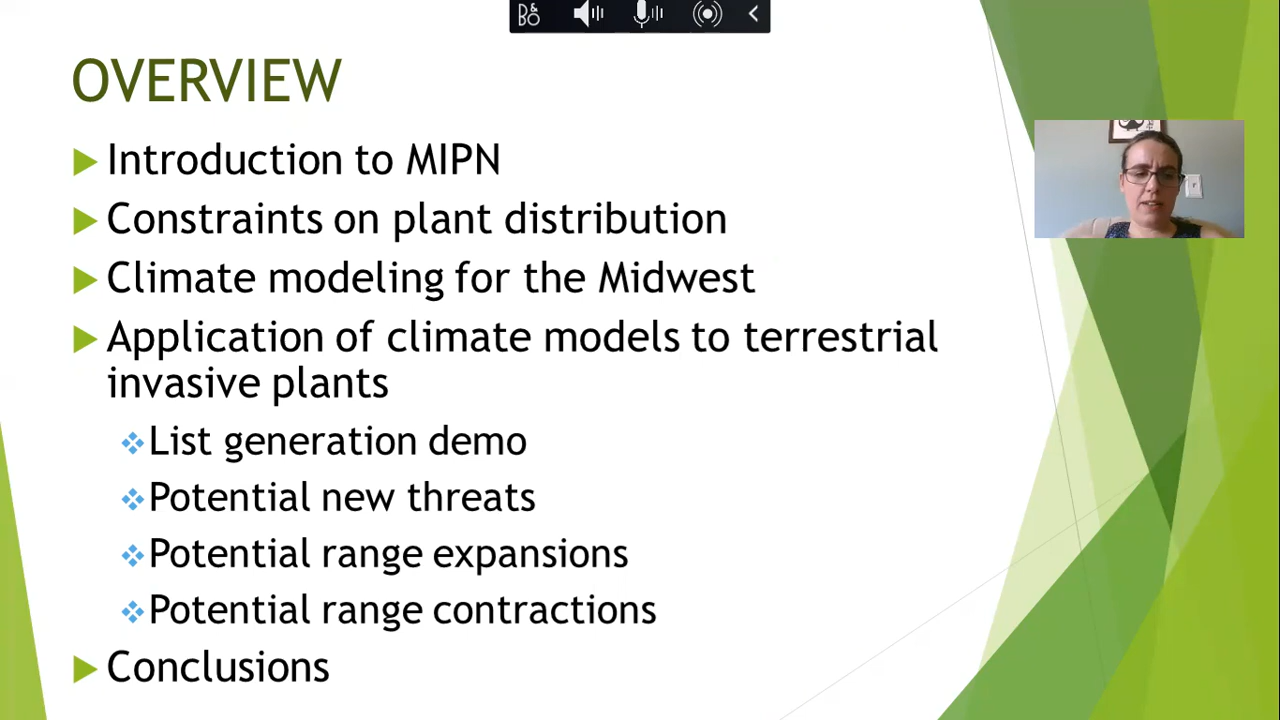 B&O
OVERVIEW
Introduction to MIPN
Constraints on plant distribution
Climate modeling for the Midwest
Application of climate models to terrestrial
invasive plants
List generation demo
Potential new threats
Potential range expansions
Potential range contractions
Conclusions